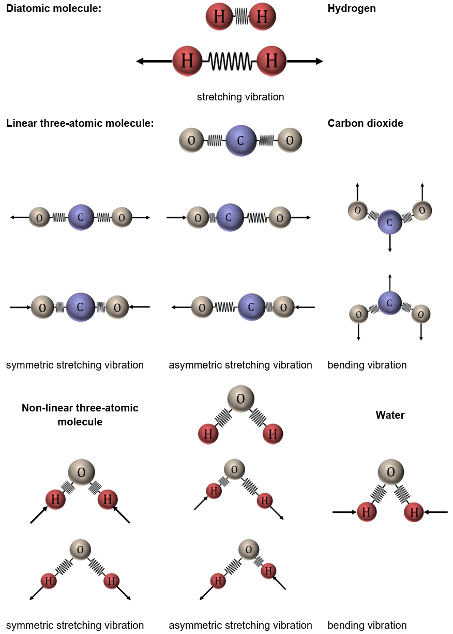 Diatomic molecule:
Hydrogen
H H
H H
stretching vibration
Linear three-atomic molecule:
Carbon dioxide
O C O
O C O
O C O
O C O
O C O
O C O
O C O
symmetric stretching vibration
asymmetric stretching vibration
bending vibration
Non-linear three-atomic
molecule
Water
O
H H
O
H H
O
H H
O
H H
O
H H
O
H H
symmetric stretching vibration
asymmetric stretching vibration
bending vibration